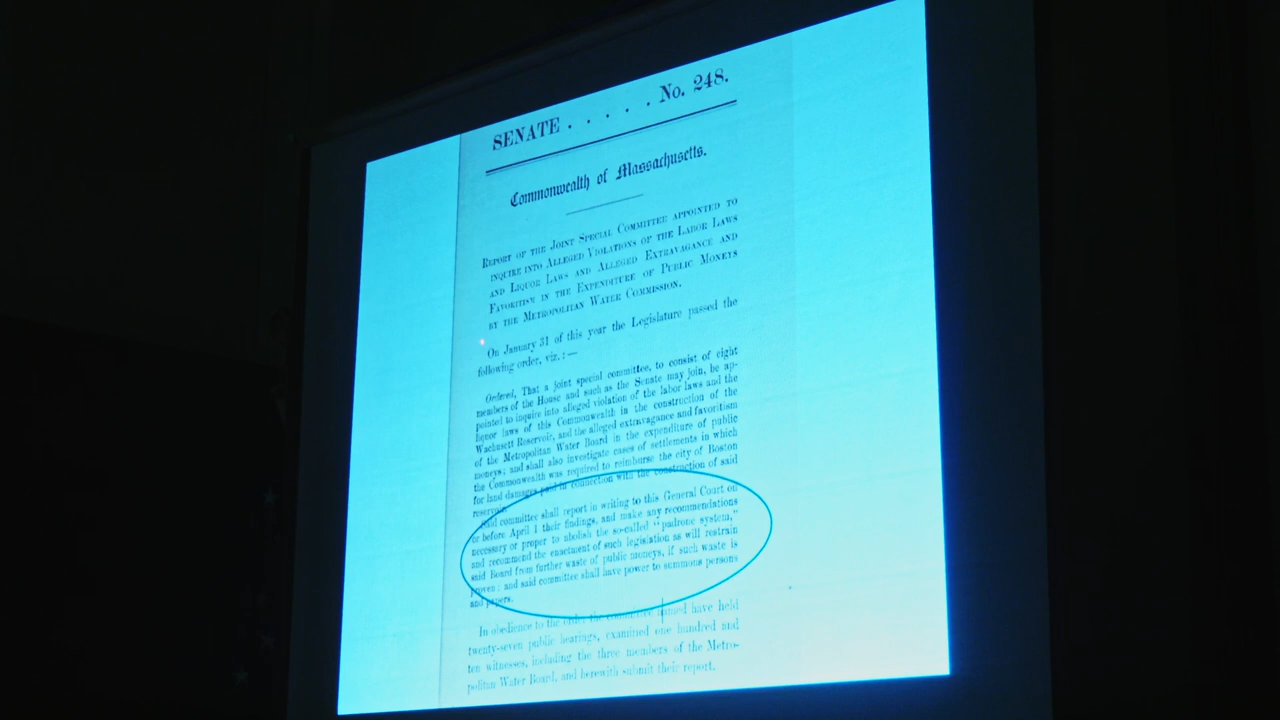 SENATE . . . . . No. 248.
Commonwealth of Massachusetts.
REPORT OF THE JOINT SPECIAL COMMITTEE APPOINTED TO
INQUIRE INTO ALLEGED VIOLATIONS OF THE LABOR LAWS
AND LIQUOR LAWS AND ALLEGED EXTRAVAGANCE AND
FAVORITISM IN THE EXPENDITURE OF PUBLIC MONEYS
BY THE METROPOLITAN WATER COMMISSION.
On January 31 of this year the Legislature passed the
following order, viz. : —
Ordered, That a joint special committee, to consist of eight
members of the House and such as the Senate may join, be ap-
pointed to inquire into alleged violation of the labor laws and the
liquor laws of this Commonwealth in the construction of the
Wachusett Reservoir, and the alleged extravagance and favoritism
of the Metropolitan Water Board in the expenditure of public
moneys; and shall also investigate cases of settlements in which
the Commonwealth was required to reimburse the city of Boston
for land damages paid in connection with the construction of said
reservoir.
Said committee shall report in writing to this General Court on
or before April 1 their findings, and make any recommendations
necessary or proper to abolish the so-called "padrone system,"
and recommend the enactment of such legislation as will restrain
said Board from further waste of public moneys, if such waste is
proven; and said committee shall have power to summons persons
and papers.
In obedience to the order the committee named have held
twenty-seven public hearings, examined one hundred and
ten witnesses, including the three members of the Metro-
politan Water Board, and herewith submit their report.